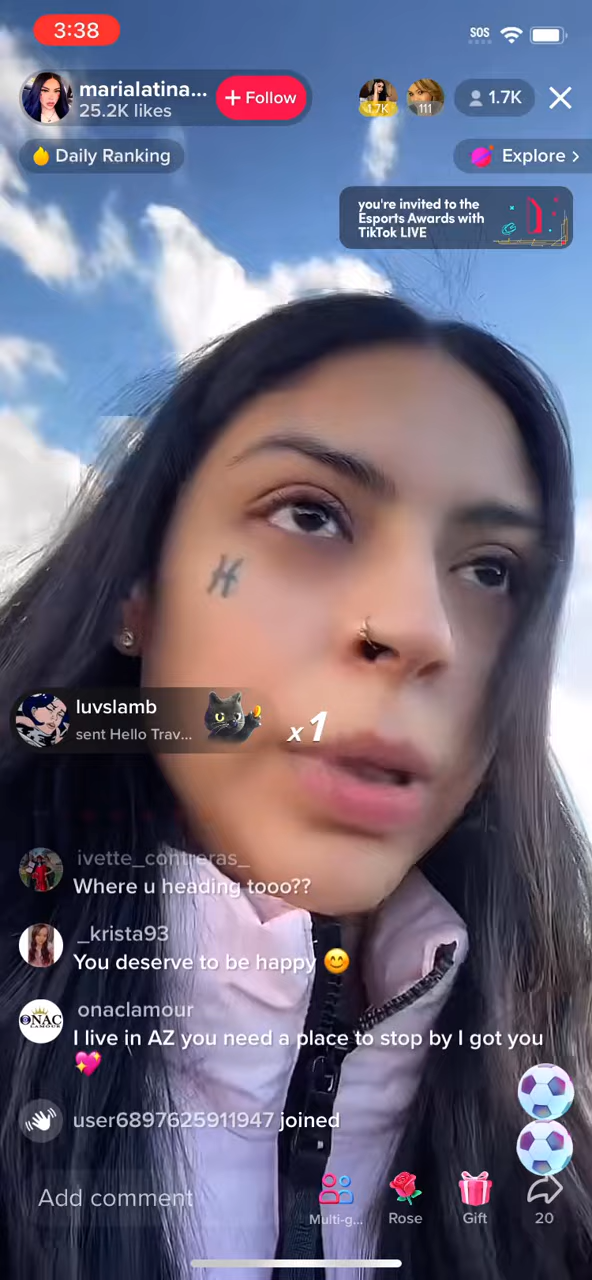 3:38
SOS
marialatina...
25.2K likes
+ Follow
1.7K
111
1.7K
Daily Ranking
Explore >
you're invited to the
Esports Awards with
TikTok LIVE
luvslamb
sent Hello Trav...
x1
ivette_contreras_
Where u heading tooo??
_krista93
You deserve to be happy 😊
ONAC
onaclamour
I live in AZ you need a place to stop by I got you
💖
user6897625911947 joined
Add comment
Multi-g...
Rose
Gift
20